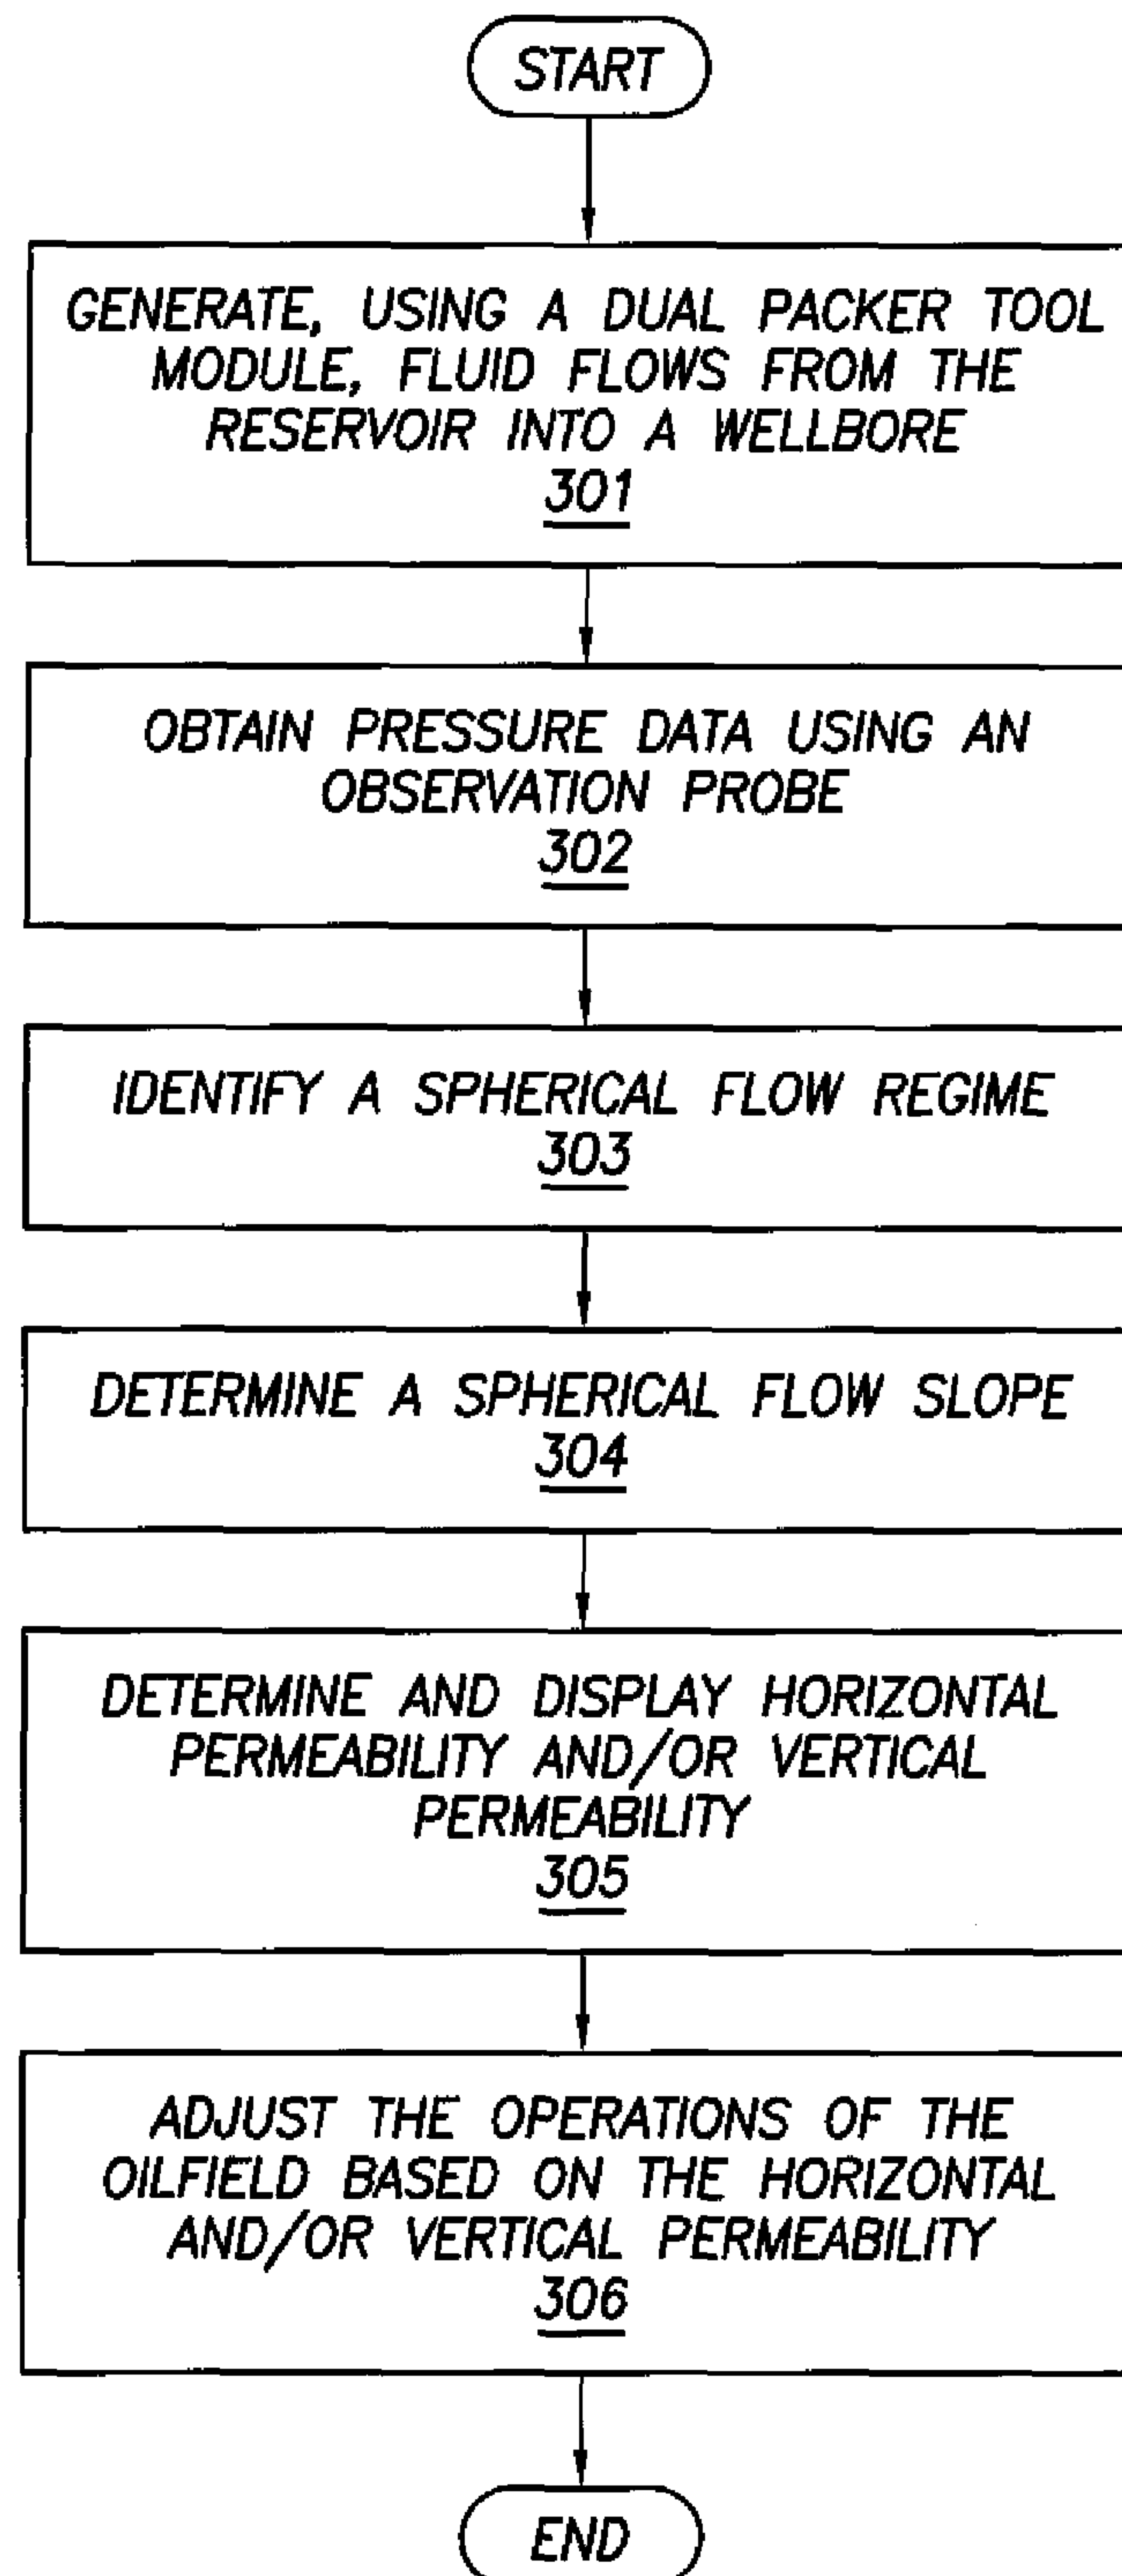 START
GENERATE, USING A DUAL PACKER TOOL
MODULE, FLUID FLOWS FROM THE
RESERVOIR INTO A WELLBORE
301
OBTAIN PRESSURE DATA USING AN
OBSERVATION PROBE
302
IDENTIFY A SPHERICAL FLOW REGIME
303
DETERMINE A SPHERICAL FLOW SLOPE
304
DETERMINE AND DISPLAY HORIZONTAL
PERMEABILITY AND/OR VERTICAL
PERMEABILITY
305
ADJUST THE OPERATIONS OF THE
OILFIELD BASED ON THE HORIZONTAL
AND/OR VERTICAL PERMEABILITY
306
END